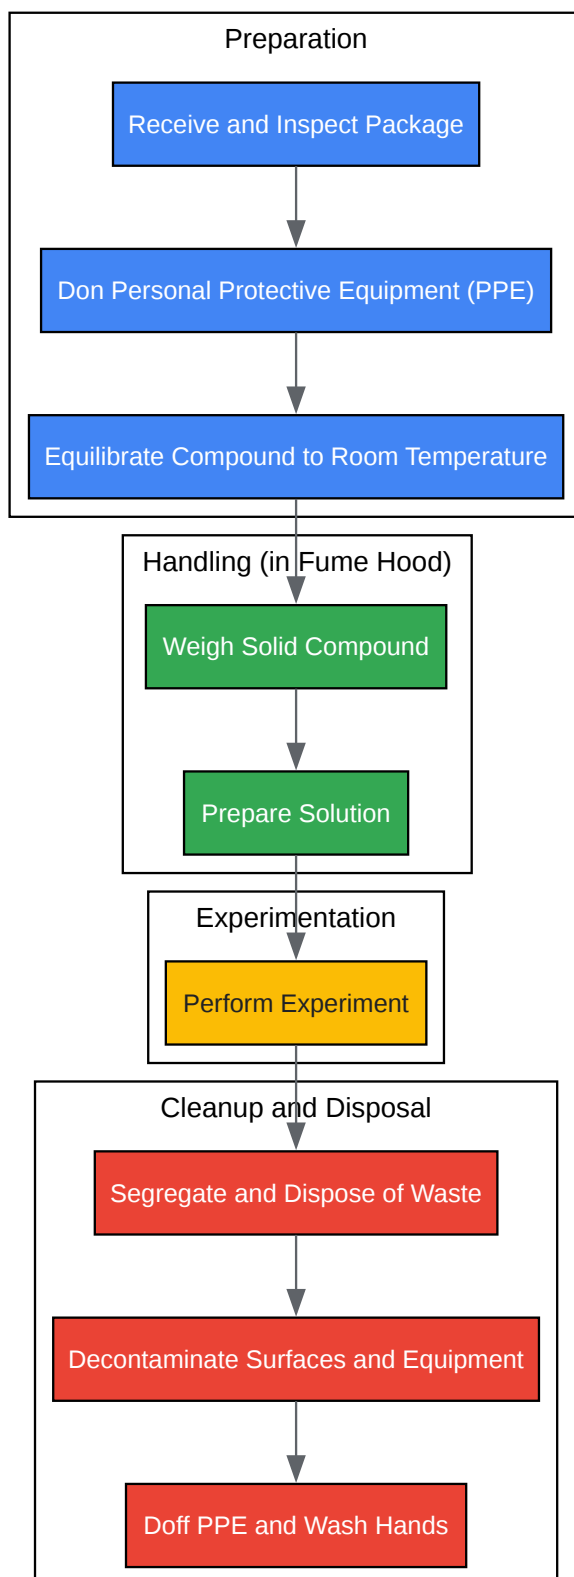 Preparation
Receive and Inspect Package
Don Personal Protective Equipment (PPE)
Equilibrate Compound to Room Temperature
Handling (in Fume Hood)
Weigh Solid Compound
Prepare Solution
Experimentation
Perform Experiment
Cleanup and Disposal
Segregate and Dispose of Waste
Decontaminate Surfaces and Equipment
Doff PPE and Wash Hands